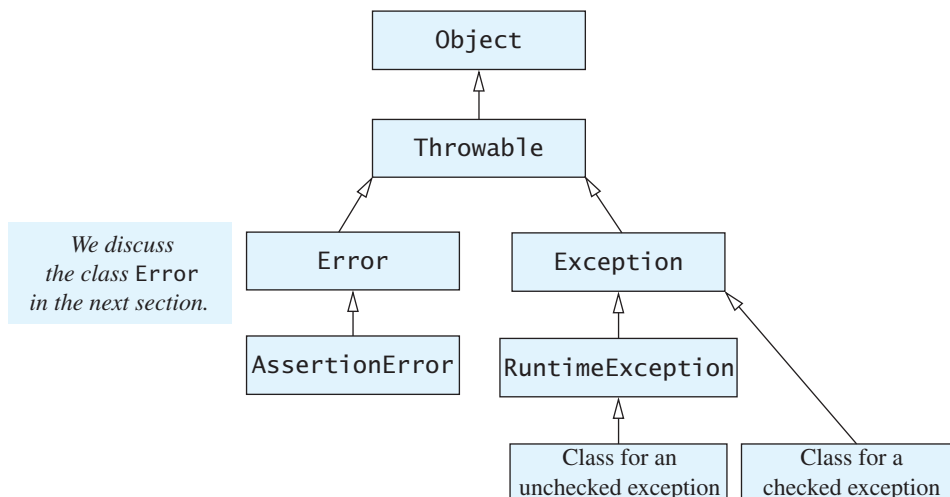 Object
Throwable
We discuss
the class Error
in the next section.
Error
Exception
AssertionError
RuntimeException
Class for an
unchecked exception
Class for a
checked exception